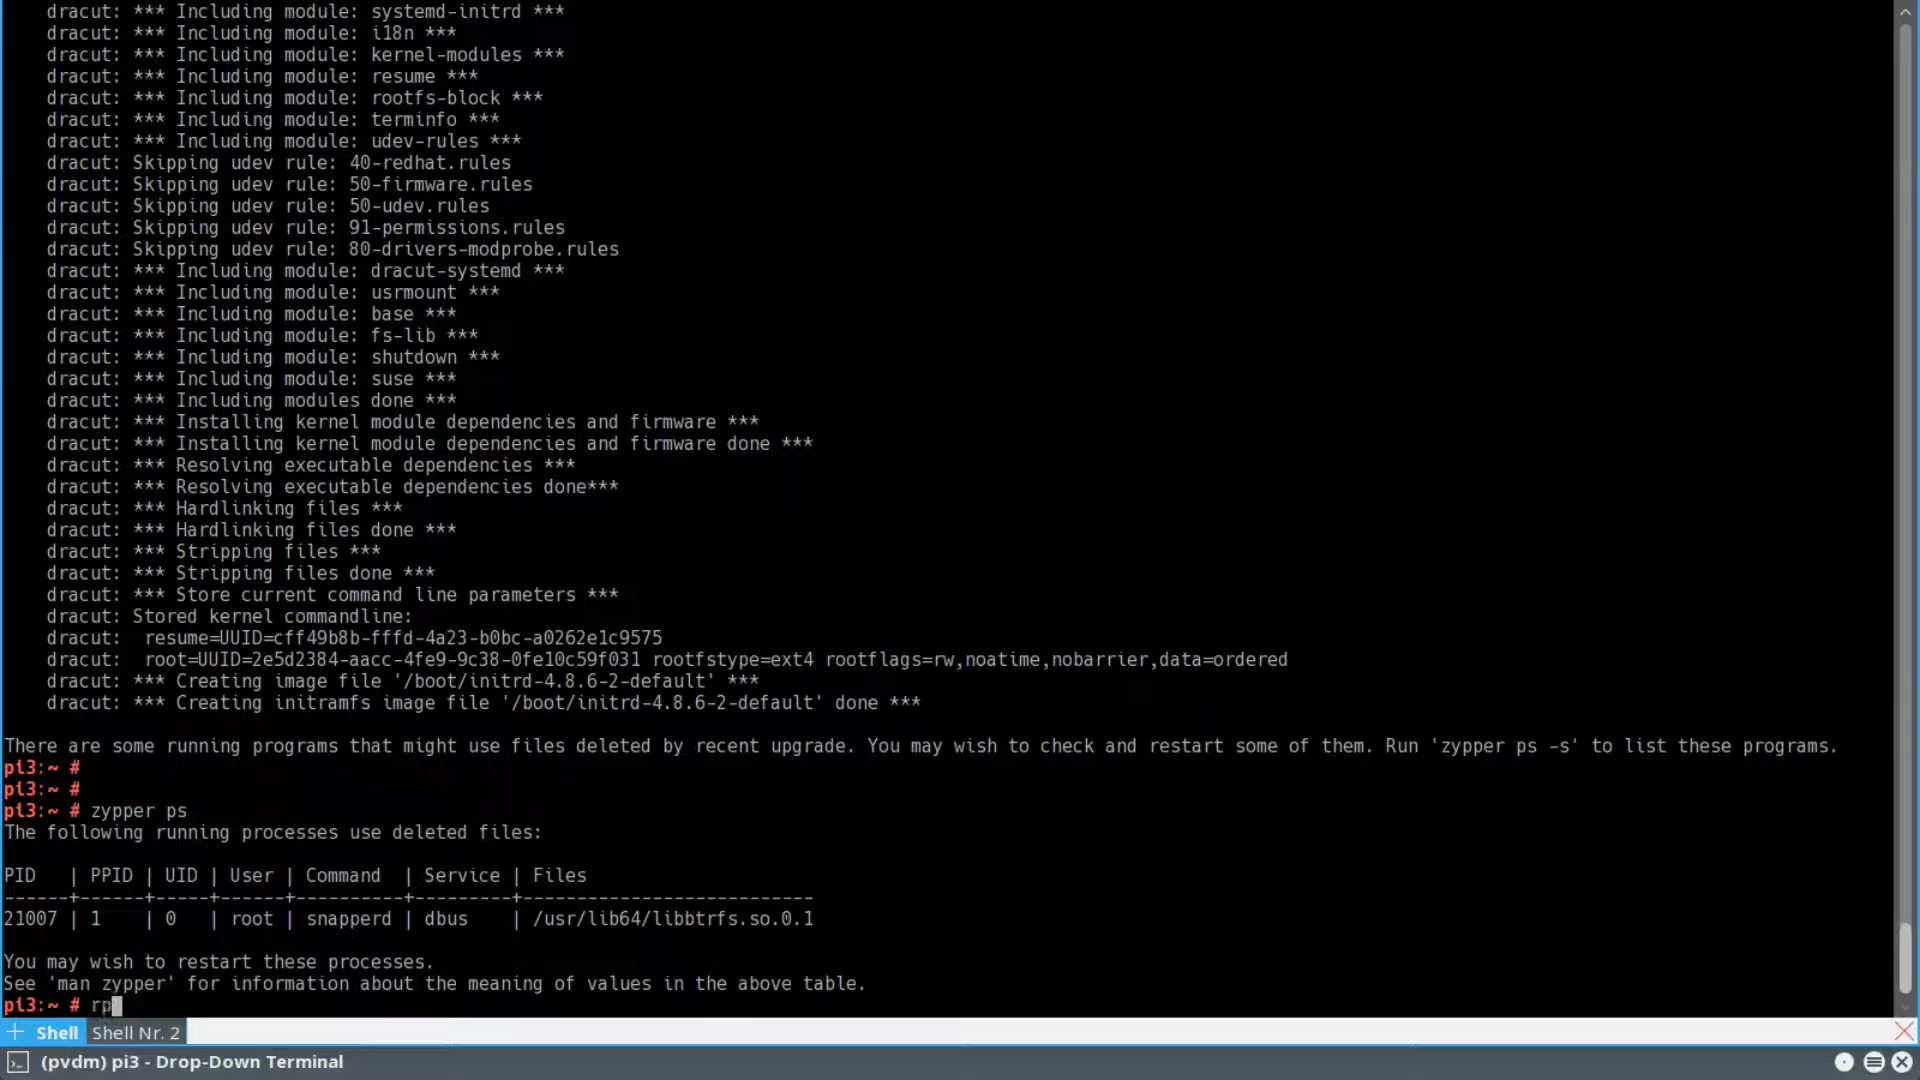 dracut: *** Including module: systemd-initrd ***
dracut: *** Including module: i18n ***
dracut: *** Including module: kernel-modules ***
dracut: *** Including module: resume ***
dracut: *** Including module: rootfs-block ***
dracut: *** Including module: terminfo ***
dracut: *** Including module: udev-rules ***
dracut: Skipping udev rule: 40-redhat.rules
dracut: Skipping udev rule: 50-firmware.rules
dracut: Skipping udev rule: 50-udev.rules
dracut: Skipping udev rule: 91-permissions.rules
dracut: Skipping udev rule: 80-drivers-modprobe.rules
dracut: *** Including module: dracut-systemd ***
dracut: *** Including module: usrmount ***
dracut: *** Including module: base ***
dracut: *** Including module: fs-lib ***
dracut: *** Including module: shutdown ***
dracut: *** Including module: suse ***
dracut: *** Including modules done ***
dracut: *** Installing kernel module dependencies and firmware ***
dracut: *** Installing kernel module dependencies and firmware done ***
dracut: *** Resolving executable dependencies ***
dracut: *** Resolving executable dependencies done***
dracut: *** Hardlinking files ***
dracut: *** Hardlinking files done ***
dracut: *** Stripping files ***
dracut: *** Stripping files done ***
dracut: *** Store current command line parameters ***
dracut: Stored kernel commandline:
dracut:  resume=UUID=cff49b8b-fffd-4a23-b0bc-a0262e1c9575
dracut:  root=UUID=2e5d2384-aacc-4fe9-9c38-0fe10c59f031 rootfstype=ext4 rootflags=rw,noatime,nobarrier,data=ordered
dracut: *** Creating image file '/boot/initrd-4.8.6-2-default' ***
dracut: *** Creating initramfs image file '/boot/initrd-4.8.6-2-default' done ***
There are some running programs that might use files deleted by recent upgrade. You may wish to check and restart some of them. Run 'zypper ps -s' to list these programs.
pi3:~ #
pi3:~ #
pi3:~ # zypper ps
The following running processes use deleted files:
PID   | PPID | UID | User | Command  | Service | Files
------+------+-----+------+----------+---------+---------------------------
21007 | 1    | 0   | root | snapperd | dbus    | /usr/lib64/libbtrfs.so.0.1
You may wish to restart these processes.
See 'man zypper' for information about the meaning of values in the above table.
pi3:~ # rp
Shell Shell Nr. 2
(pvdm) pi3 - Drop-Down Terminal